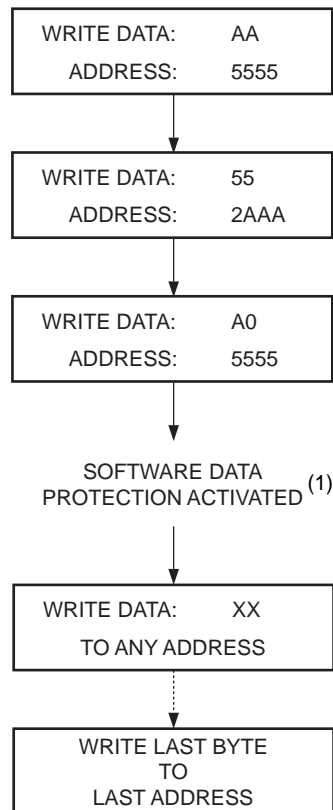 WRITE DATA: AA
ADDRESS: 5555
WRITE DATA: 55
ADDRESS: 2AAA
WRITE DATA: A0
ADDRESS: 5555
SOFTWARE DATA
PROTECTION ACTIVATED (1)
WRITE DATA: XX
TO ANY ADDRESS
WRITE LAST BYTE
TO
LAST ADDRESS